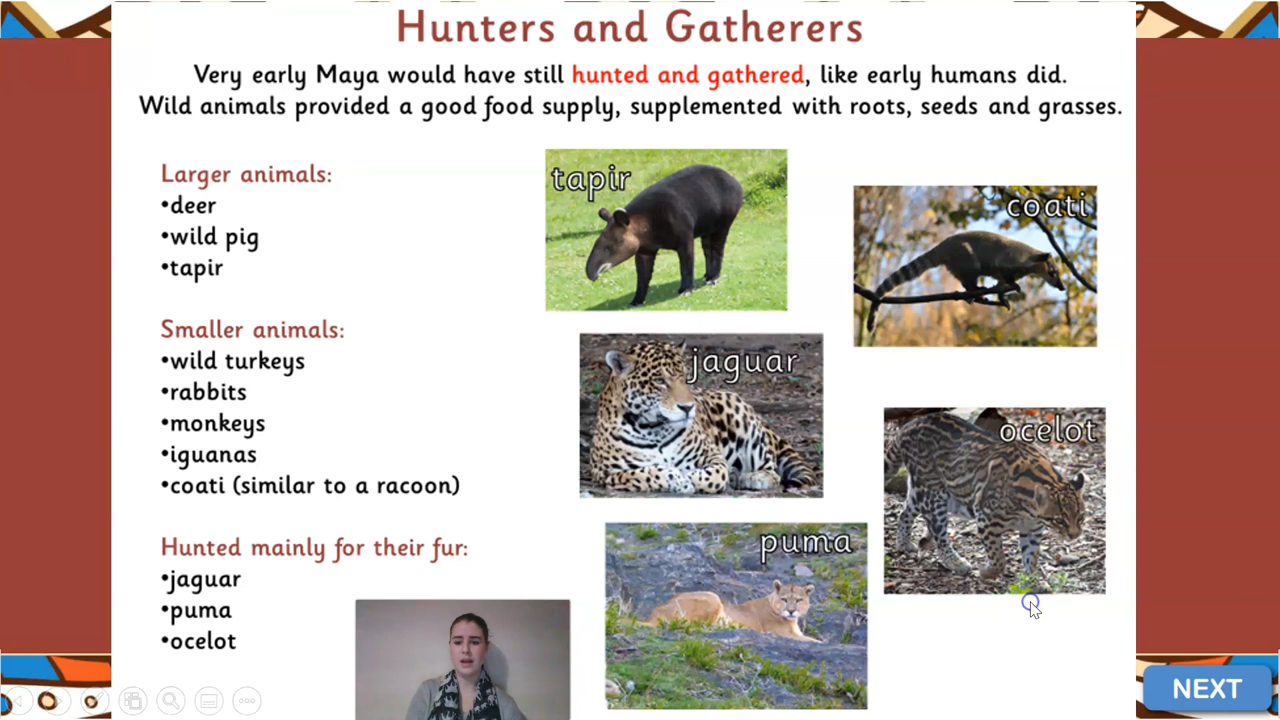 Hunters and Gatherers
Very early Maya would have still hunted and gathered, like early humans did.
Wild animals provided a good food supply, supplemented with roots, seeds and grasses.
Larger animals:
•deer
•wild pig
•tapir
Smaller animals:
•wild turkeys
•rabbits
•monkeys
•iguanas
•coati (similar to a racoon)
Hunted mainly for their fur:
•jaguar
•puma
•ocelot
tapir
coati
jaguar
ocelot
puma
NEXT